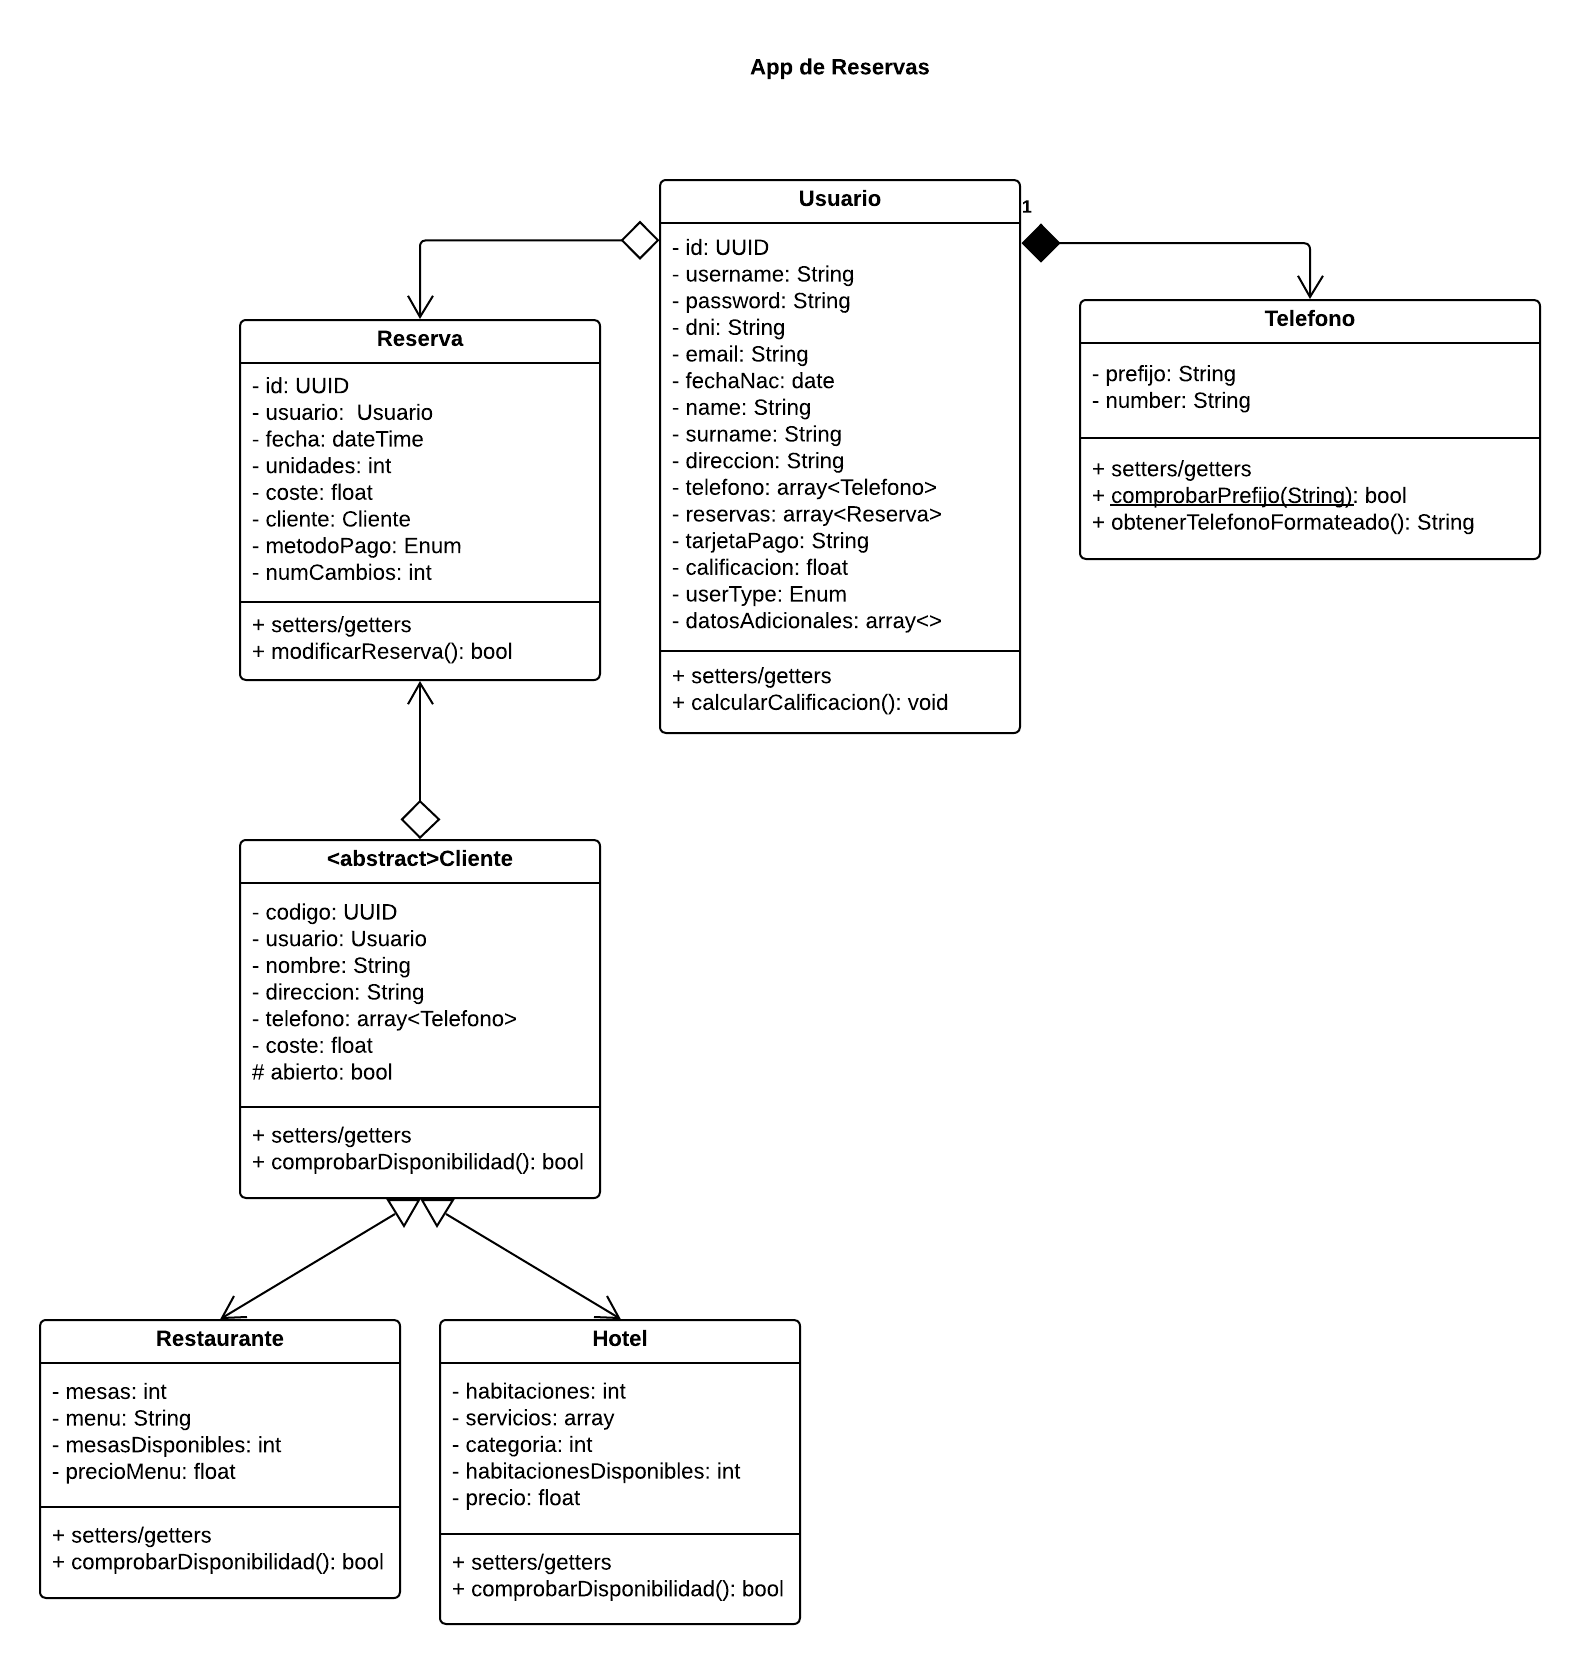 App de Reservas
Usuario
- id: UUID
- username: String
- password: String
- dni: String
- email: String
- fechaNac: date
- name: String
- surname: String
- direccion: String
- telefono: array<Telefono>
- reservas: array<Reserva>
- tarjetaPago: String
- calificacion: float
- userType: Enum
- datosAdicionales: array<>
+ setters/getters
+ calcularCalificacion(): void
1
Telefono
- prefijo: String
- number: String
+ setters/getters
+ comprobarPrefijo(String): bool
+ obtenerTelefonoFormateado(): String
Reserva
- id: UUID
- usuario:  Usuario
- fecha: dateTime
- unidades: int
- coste: float
- cliente: Cliente
- metodoPago: Enum
- numCambios: int
+ setters/getters
+ modificarReserva(): bool
<abstract>Cliente
- codigo: UUID
- usuario: Usuario
- nombre: String
- direccion: String
- telefono: array<Telefono>
- coste: float
# abierto: bool
+ setters/getters
+ comprobarDisponibilidad(): bool
Restaurante
- mesas: int
- menu: String
- mesasDisponibles: int
- precioMenu: float
+ setters/getters
+ comprobarDisponibilidad(): bool
Hotel
- habitaciones: int
- servicios: array
- categoria: int
- habitacionesDisponibles: int
- precio: float
+ setters/getters
+ comprobarDisponibilidad(): bool